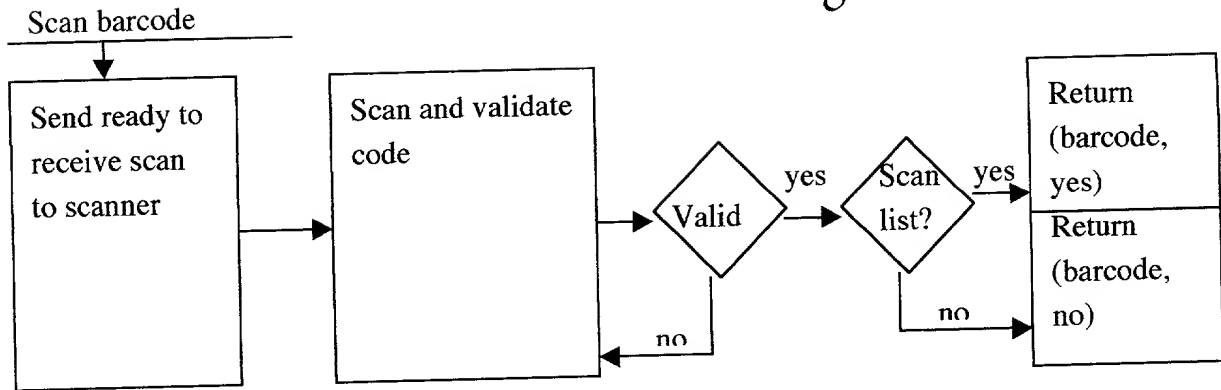 Scan barcode
Send ready to
receive scan
to scanner
Scan and validate
code
Valid
yes
no
Scan
list?
yes
no
Return
(barcode,
yes)
Return
(barcode,
no)